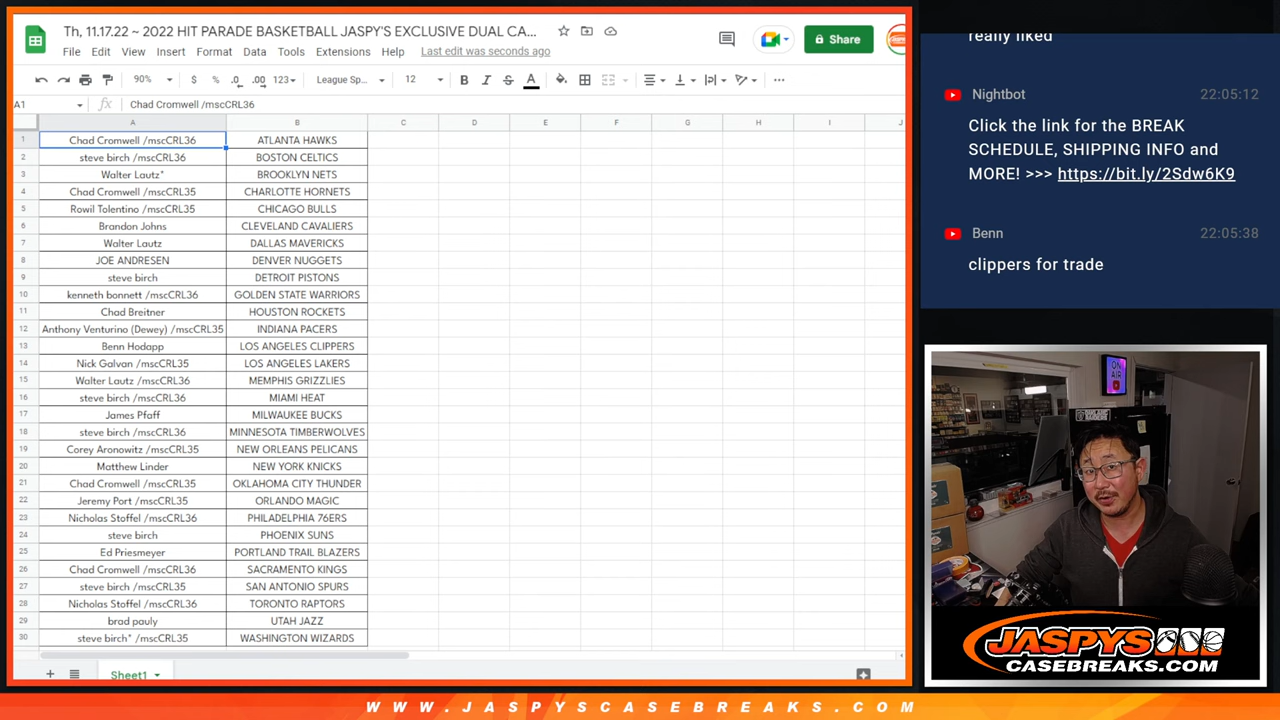 Th, 11.17.22 ~ 2022 HIT PARADE BASKETBALL JASPY'S EXCLUSIVE DUAL CA...
File Edit View Insert Format Data Tools Extensions Help Last edit was seconds ago
Share
90% $ % .0 .00 123 League Sp... 12 B I S A
A1 fx Chad Cromwell /mscCRL36
A B C D E F G H I J
1 Chad Cromwell /mscCRL36 ATLANTA HAWKS
2 steve birch /mscCRL36 BOSTON CELTICS
3 Walter Lautz* BROOKLYN NETS
4 Chad Cromwell /mscCRL35 CHARLOTTE HORNETS
5 Rowil Tolentino /mscCRL35 CHICAGO BULLS
6 Brandon Johns CLEVELAND CAVALIERS
7 Walter Lautz DALLAS MAVERICKS
8 JOE ANDRESEN DENVER NUGGETS
9 steve birch DETROIT PISTONS
10 kenneth bonnett /mscCRL36 GOLDEN STATE WARRIORS
11 Chad Breitner HOUSTON ROCKETS
12 Anthony Venturino (Dewey) /mscCRL35 INDIANA PACERS
13 Benn Hodapp LOS ANGELES CLIPPERS
14 Nick Galvan /mscCRL35 LOS ANGELES LAKERS
15 Walter Lautz /mscCRL36 MEMPHIS GRIZZLIES
16 steve birch /mscCRL36 MIAMI HEAT
17 James Pfaff MILWAUKEE BUCKS
18 steve birch /mscCRL36 MINNESOTA TIMBERWOLVES
19 Corey Aronowitz /mscCRL35 NEW ORLEANS PELICANS
20 Matthew Linder NEW YORK KNICKS
21 Chad Cromwell /mscCRL35 OKLAHOMA CITY THUNDER
22 Jeremy Port /mscCRL35 ORLANDO MAGIC
23 Nicholas Stoffel /mscCRL36 PHILADELPHIA 76ERS
24 steve birch PHOENIX SUNS
25 Ed Priesmeyer PORTLAND TRAIL BLAZERS
26 Chad Cromwell /mscCRL36 SACRAMENTO KINGS
27 steve birch /mscCRL35 SAN ANTONIO SPURS
28 Nicholas Stoffel /mscCRL36 TORONTO RAPTORS
29 brad pauly UTAH JAZZ
30 steve birch* /mscCRL35 WASHINGTON WIZARDS
Sheet1
really liked
Nightbot 22:05:12
Click the link for the BREAK
SCHEDULE, SHIPPING INFO and
MORE! >>> https://bit.ly/2Sdw6K9
Benn 22:05:38
clippers for trade
ON
AIR
JASPYS
CASEBREAKS.COM
WWW.JASPYSCASEBREAKS.COM